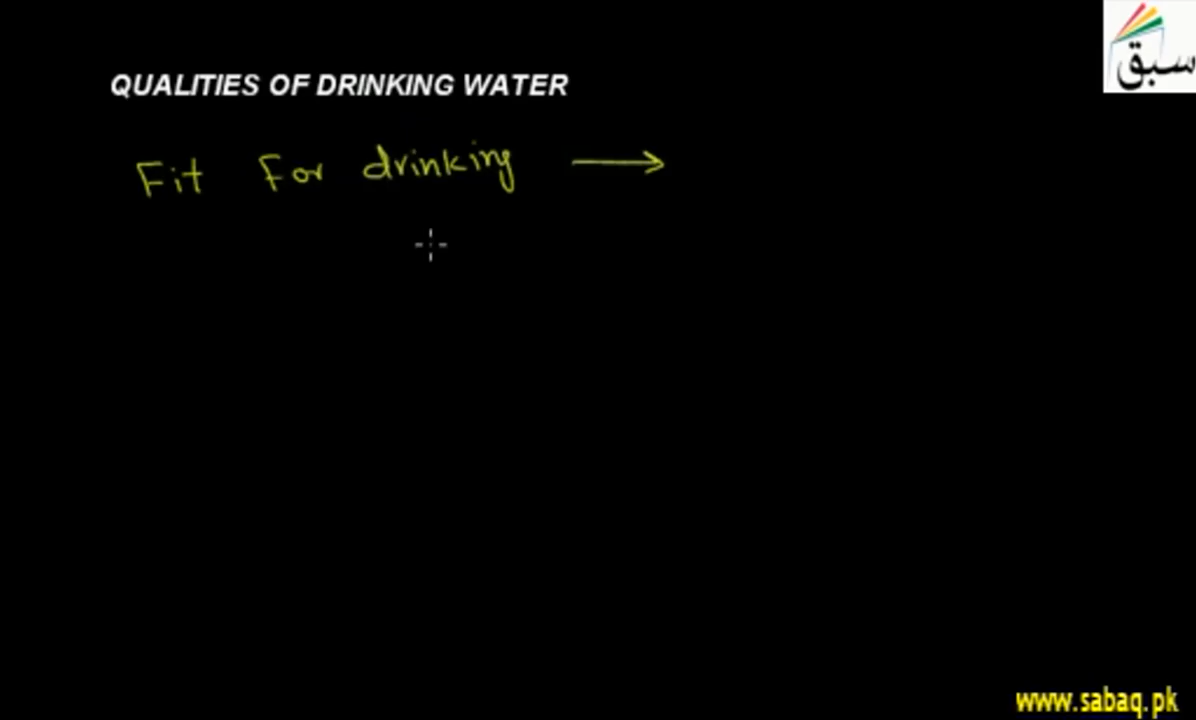 سبق
QUALITIES OF DRINKING WATER
Fit For drinking →
www.sabaq.pk